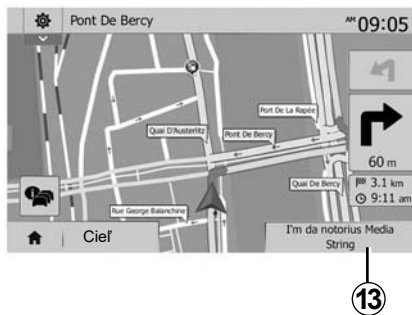 Pont De Bercy
AM 09:05
Port De La Rapée
Quai D'Austerlitz
Pont De Bercy
60 m
Quai De Bercy
3.1 km
9:11 am
Rue George Balanchine
Cieľ
I'm da notorius Media
String
13